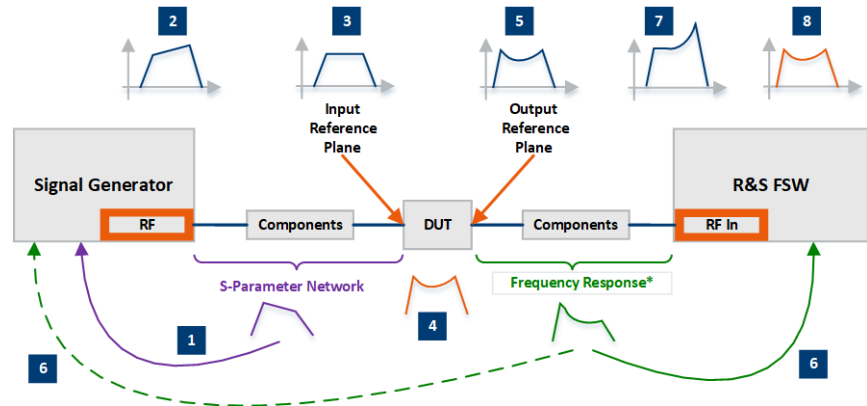 2
3
5
7
8
Input
Reference
Plane
Output
Reference
Plane
Signal Generator
R&S FSW
RF
Components
DUT
Components
RF In
S-Parameter Network
Frequency Response*
4
1
6
6